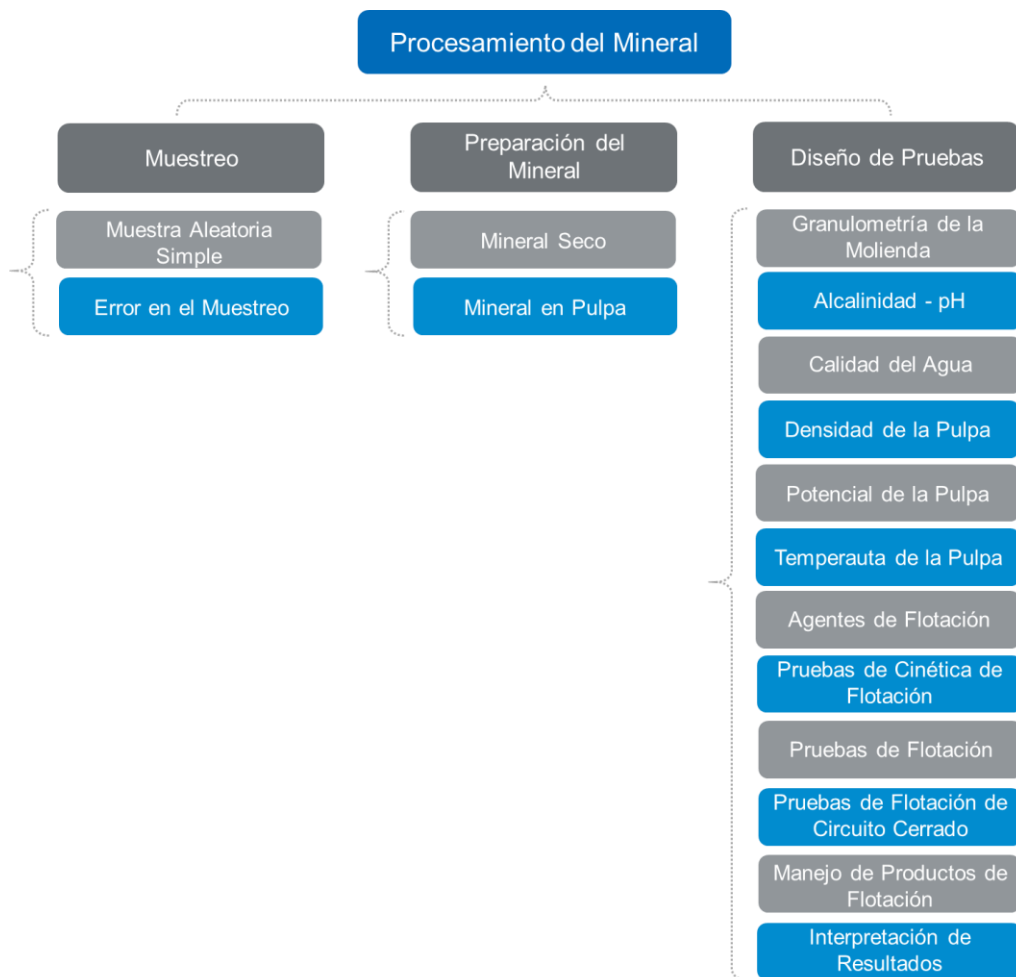 Procesamiento del Mineral
Muestreo
Muestra Aleatoria
Simple
Error en el Muestreo
Preparación del
Mineral
Mineral Seco
Mineral en Pulpa
Diseño de Pruebas
Granulometría de la
Molienda
Alcalinidad - pH
Calidad del Agua
Densidad de la Pulpa
Potencial de la Pulpa
Temperauta de la Pulpa
Agentes de Flotación
Pruebas de Cinética de
Flotación
Pruebas de Flotación
Pruebas de Flotación de
Circuito Cerrado
Manejo de Productos de
Flotación
Interpretación de
Resultados